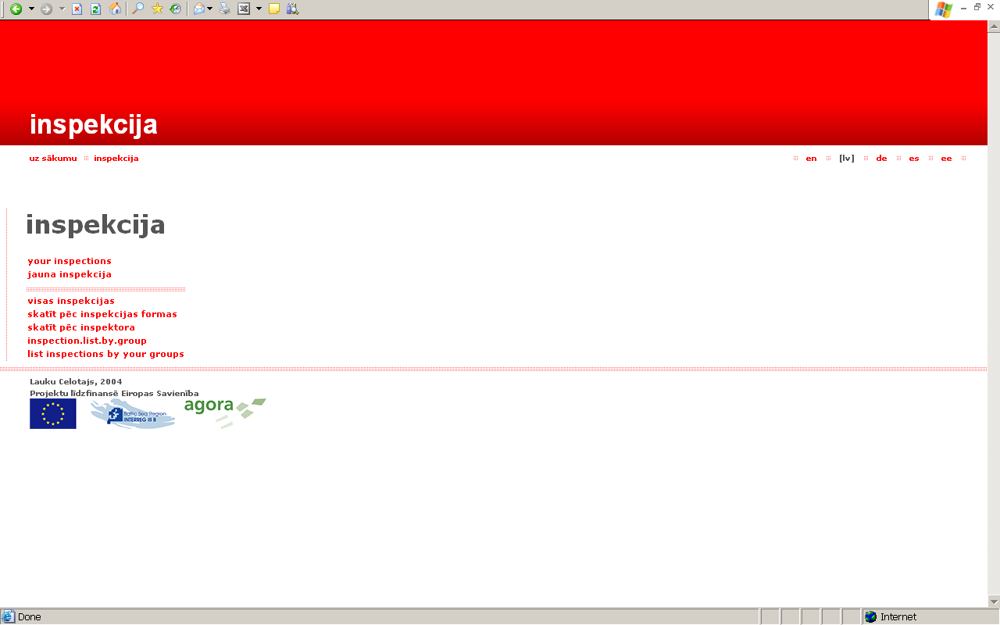 inspekcija
uz sākumu inspekcija en [lv] de es ee
inspekcija
your inspections
jauna inspekcija
visas inspekcijas
skatīt pēc inspekcijas formas
skatīt pēc inspektora
inspection.list.by.group
list inspections by your groups
Lauku Celotajs, 2004
Projektu līdzfinansē Eiropas Savienība
Baltic Sea Region
INTERREG III B
agora
Done Internet